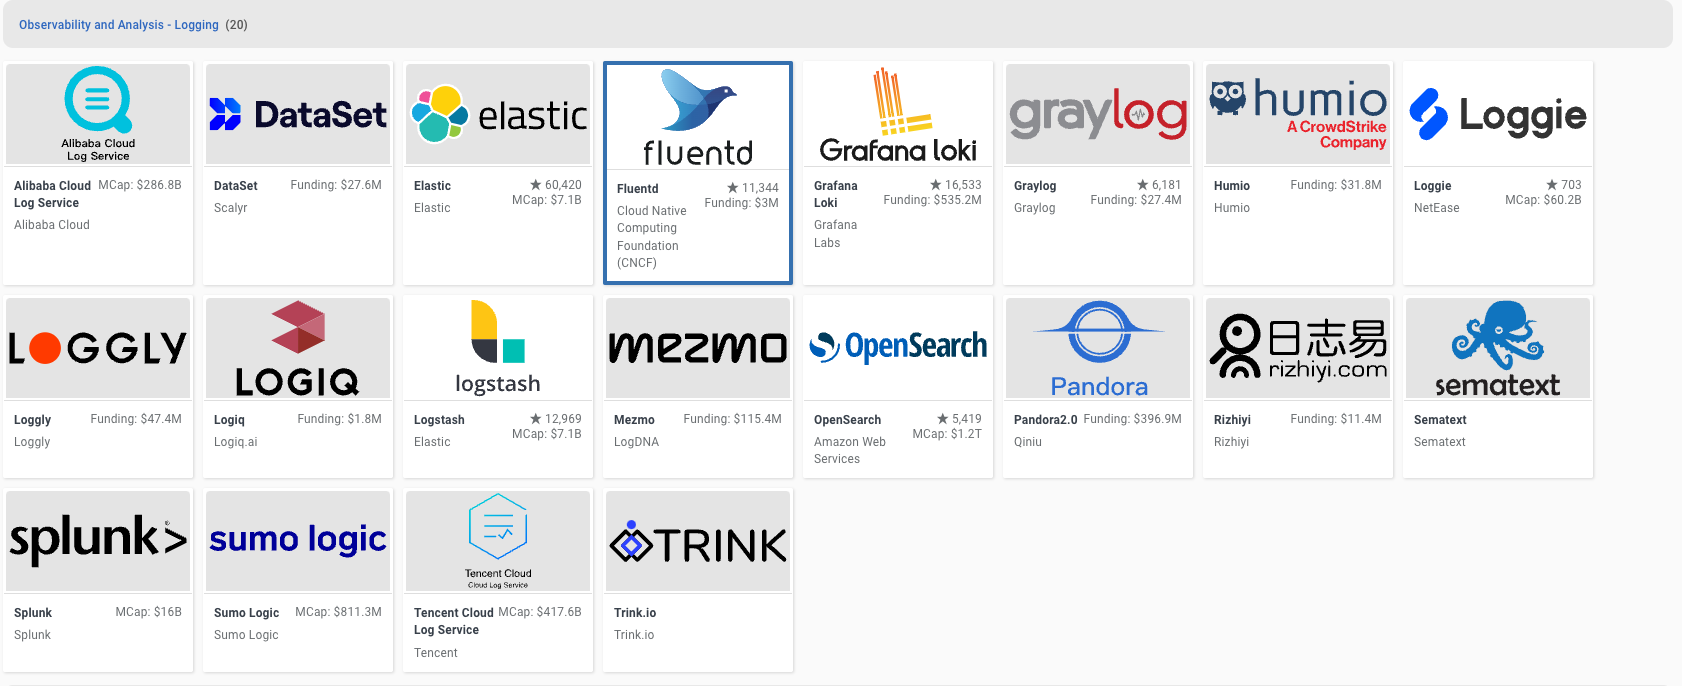 Observability and Analysis - Logging (20)
Alibaba Cloud
Log Service
Alibaba Cloud MCap: $286.8B
Log Service
Alibaba Cloud
DataSet
DataSet Funding: $27.6M
Scalyr
elastic
Elastic ★ 60,420
Elastic MCap: $7.1B
fluentd
Fluentd ★ 11,344
Funding: $3M
Cloud Native
Computing
Foundation
(CNCF)
Grafana loki
Grafana ★ 16,533
Loki Funding: $535.2M
Grafana
Labs
graylog
Graylog ★ 6,181
Graylog Funding: $27.4M
humio
A CrowdStrike
Company
Humio Funding: $31.8M
Humio
Loggie
Loggie ★ 703
NetEase MCap: $60.2B
LOGGLY
Loggly Funding: $47.4M
Loggly
LOGIQ
Logiq Funding: $1.8M
Logiq.ai
logstash
Logstash ★ 12,969
Elastic MCap: $7.1B
mezmo
Mezmo Funding: $115.4M
LogDNA
OpenSearch
OpenSearch ★ 5,419
MCap: $1.2T
Amazon Web
Services
Pandora
Pandora2.0 Funding: $396.9M
Qiniu
日志易
rizhiyi.com
Rizhiyi Funding: $11.4M
Rizhiyi
sematext
Sematext
Sematext
splunk>
Splunk MCap: $16B
Splunk
sumo logic
Sumo Logic MCap: $811.3M
Sumo Logic
Tencent Cloud
Cloud Log Service
Tencent Cloud MCap: $417.6B
Log Service
Tencent
TRINK
Trink.io
Trink.io